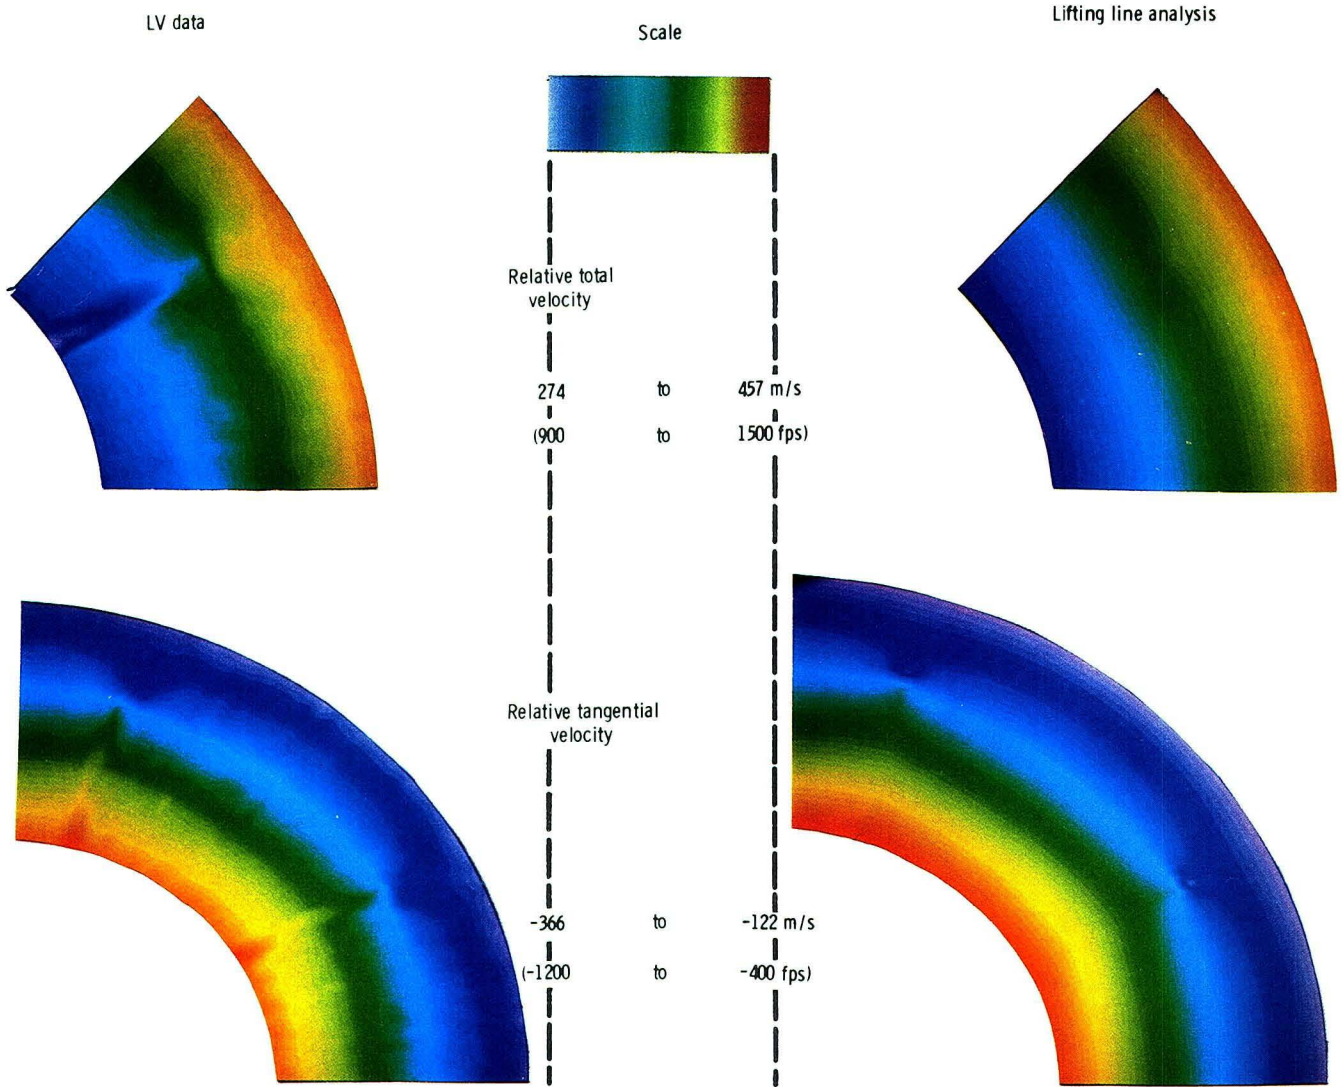 LV data
Scale
Lifting line analysis
Relative total
velocity
274 to 457 m/s
(900 to 1500 fps)
Relative tangential
velocity
-366 to -122 m/s
(-1200 to -400 fps)